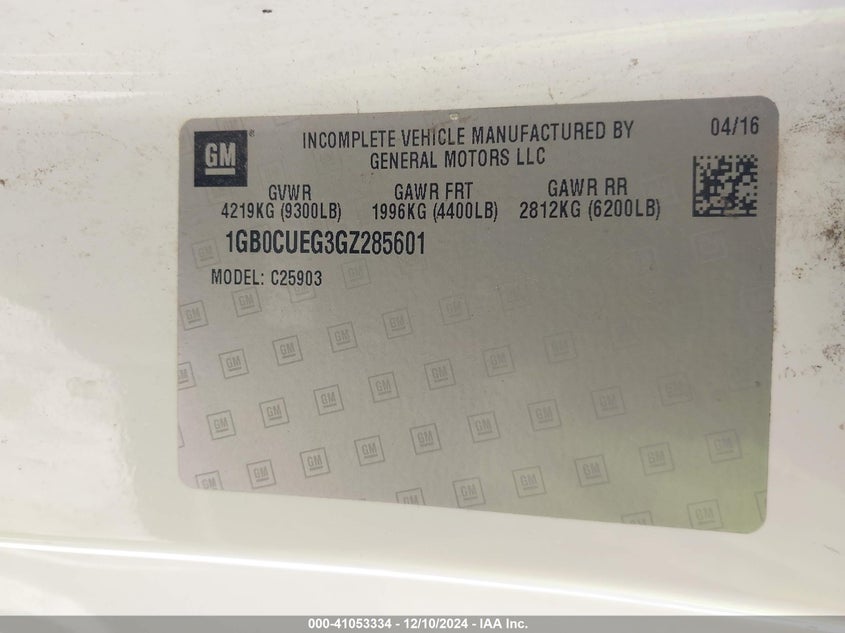 GM
INCOMPLETE VEHICLE MANUFACTURED BY
GENERAL MOTORS LLC
04/16
GVWR
4219KG (9300LB)
GAWR FRT
1996KG (4400LB)
GAWR RR
2812KG (6200LB)
1GB0CUEG3GZ285601
MODEL: C25903
000-41053334 - 12/10/2024 - IAA Inc.